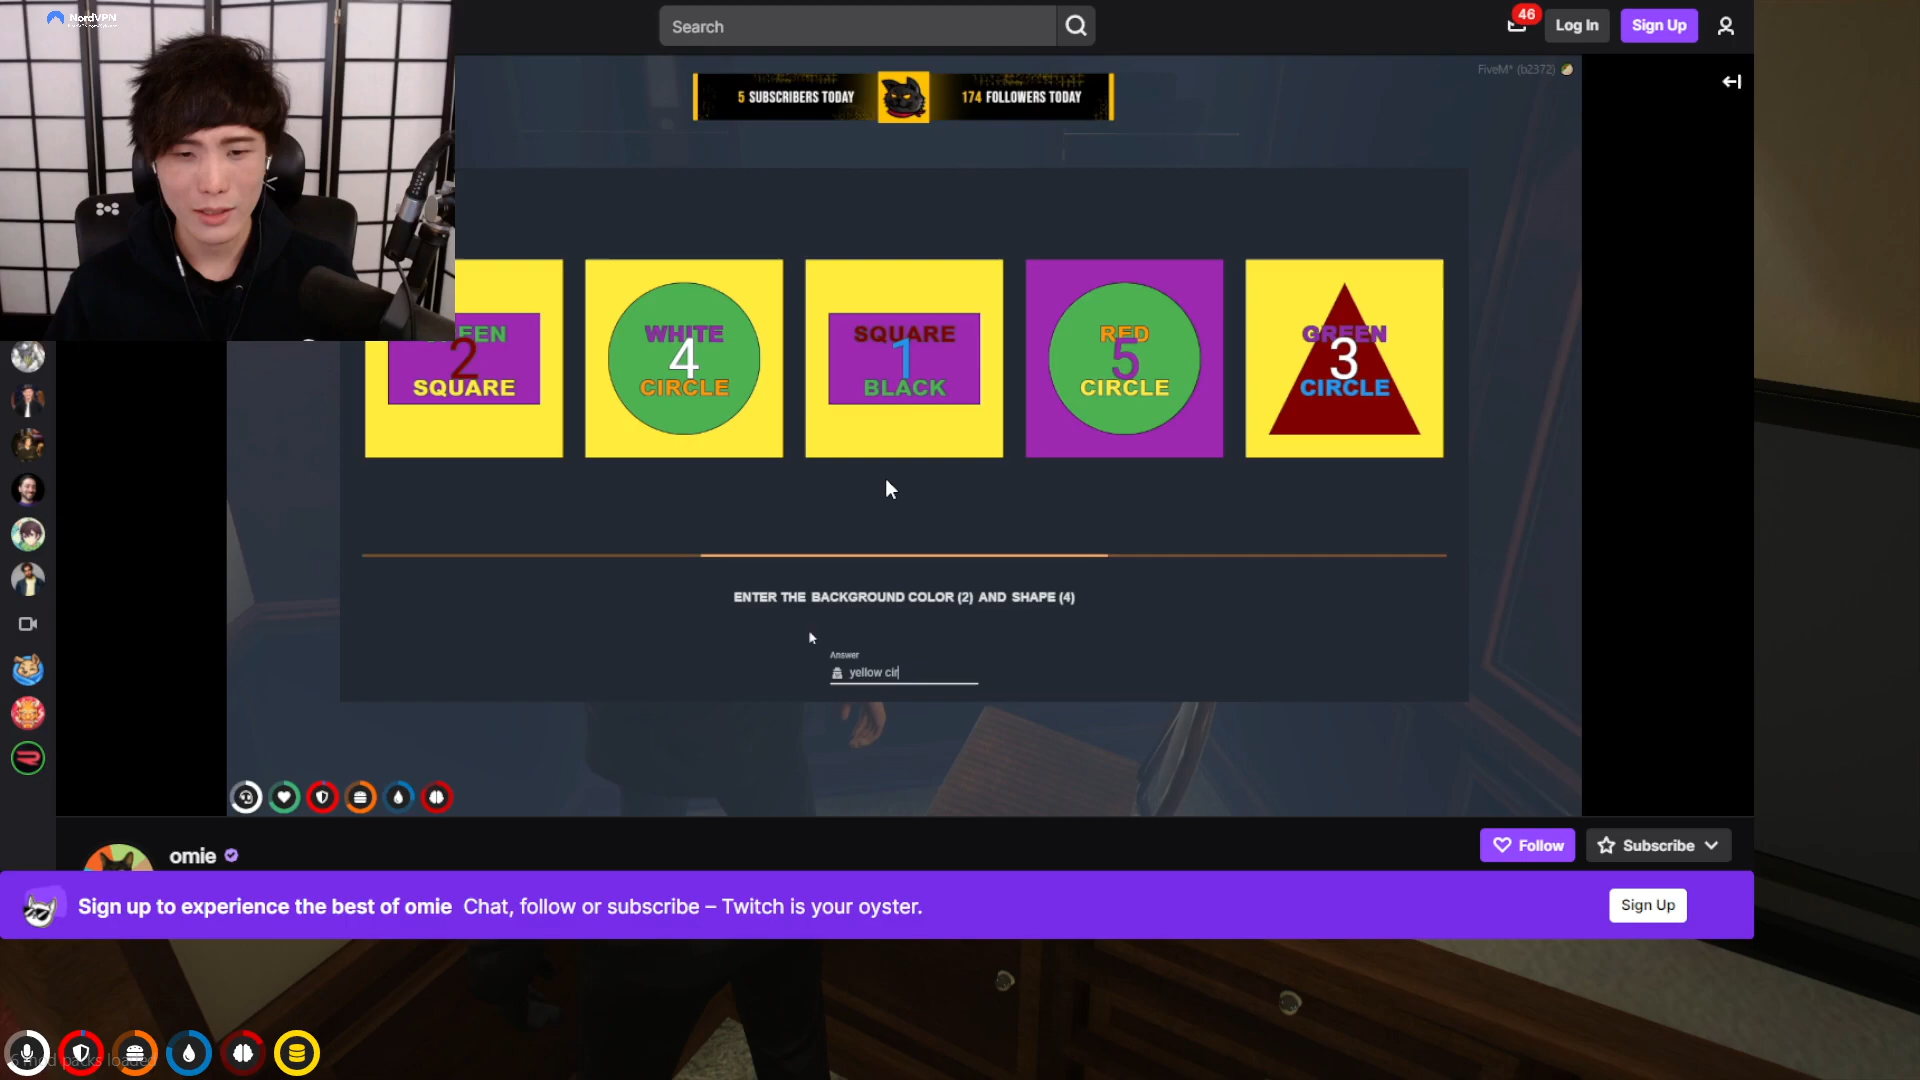 NordVPN
Search
46
Log In
Sign Up
FiveM* (b2372)
5 SUBSCRIBERS TODAY
174 FOLLOWERS TODAY
EEN
2
SQUARE
WHITE
4
CIRCLE
SQUARE
1
BLACK
RED
5
CIRCLE
GREEN
3
CIRCLE
ENTER THE BACKGROUND COLOR (2) AND SHAPE (4)
Answer
yellow cir
omie
Follow
Subscribe
Sign up to experience the best of omie Chat, follow or subscribe – Twitch is your oyster.
Sign Up